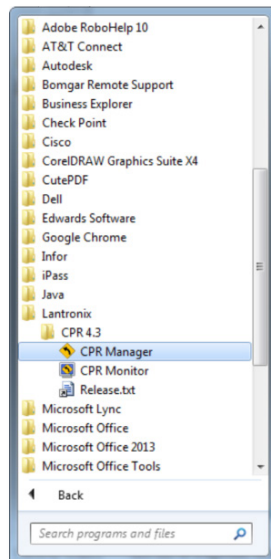 Adobe RoboHelp 10
AT&T Connect
Autodesk
Bomgar Remote Support
Business Explorer
Check Point
Cisco
CorelDRAW Graphics Suite X4
CutePDF
Dell
Edwards Software
Google Chrome
Infor
iPass
Java
Lantronix
CPR 4.3
CPR Manager
CPR Monitor
Release.txt
Microsoft Lync
Microsoft Office
Microsoft Office 2013
Microsoft Office Tools
Back
Search programs and files